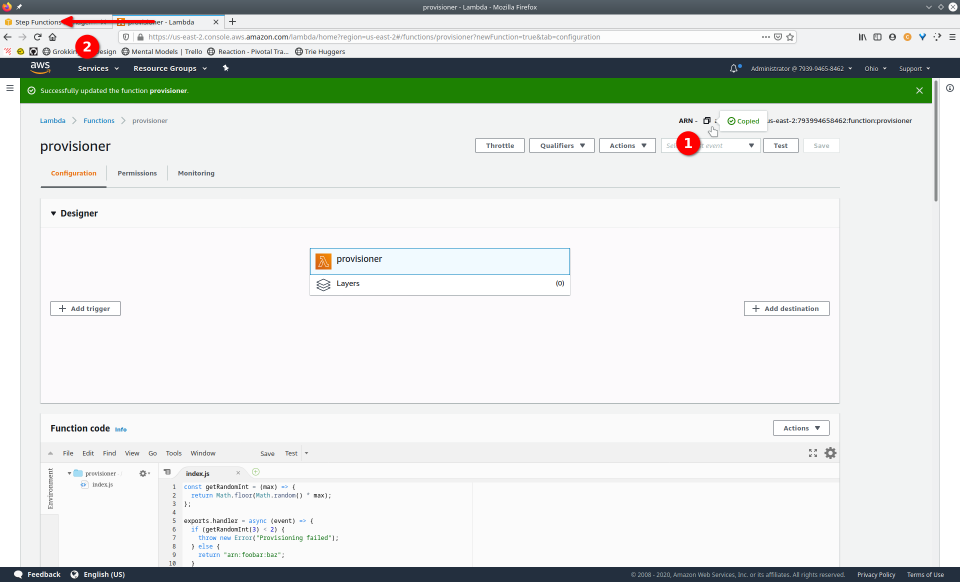 provisioner - Lambda - Mozilla Firefox
Step Functions
provisioner - Lambda
https://us-east-2.console.aws.amazon.com/lambda/home?region=us-east-2#/functions/provisioner?newFunction=true&tab=configuration
2
Mental Models | Trello
Reaction - Pivotal Tra...
Trie Huggers
aws
Services
Resource Groups
Administrator @ 7939-9465-8462
Ohio
Support
Successfully updated the function provisioner.
Lambda
Functions
provisioner
ARN -
Copied
us-east-2:793994658462:function:provisioner
provisioner
Throttle
Qualifiers
Actions
1
event
Test
Save
Configuration
Permissions
Monitoring
Designer
provisioner
Layers
(0)
+ Add trigger
+ Add destination
Function code
Info
Actions
File
Edit
Find
View
Go
Tools
Window
Save
Test
Environment
provisioner
index.js
index.js
1 const getRandomInt = (max) => {
2 return Math.floor(Math.random() * max);
3 };
4
5 exports.handler = async (event) => {
6 if (getRandomInt(3) < 2) {
7 throw new Error("Provisioning failed");
8 } else {
9 return "arn:foobar:baz";
10 }
Feedback
English (US)
© 2008 - 2020, Amazon Web Services, Inc. or its affiliates. All rights reserved.
Privacy Policy
Terms of Use